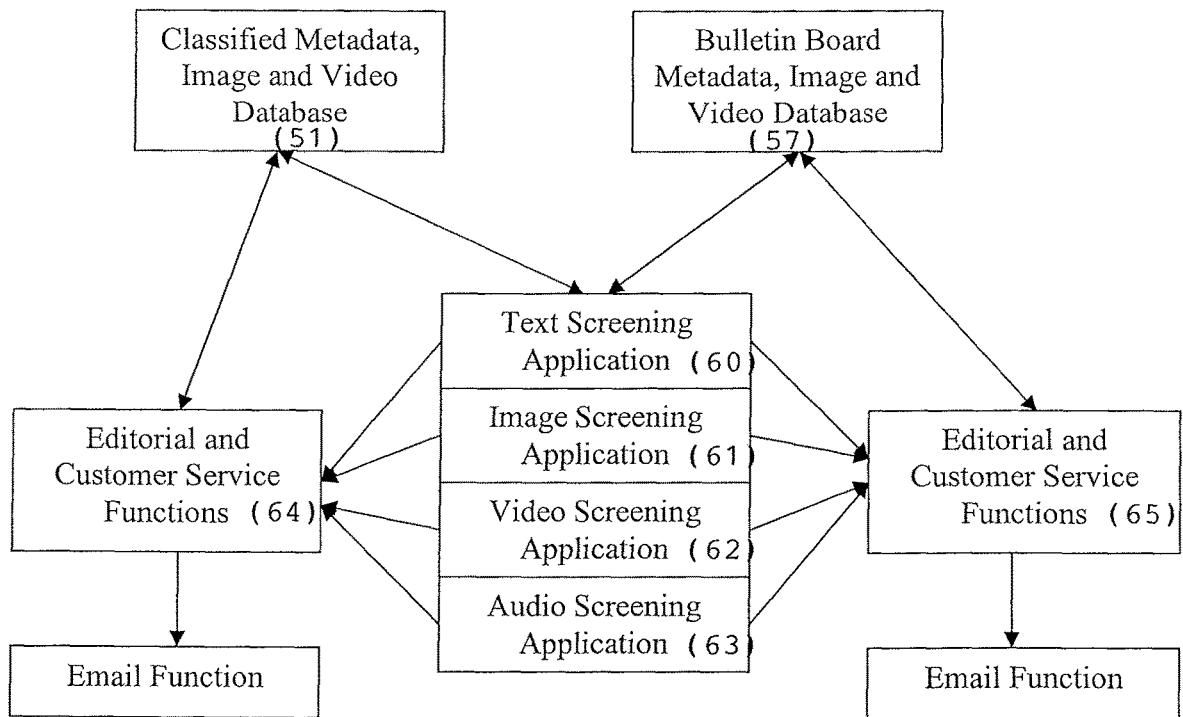 Classified Metadata,
Image and Video
Database
(51)
Bulletin Board
Metadata, Image and
Video Database
(57)
Text Screening
Application (60)
Image Screening
Application (61)
Video Screening
Application (62)
Audio Screening
Application (63)
Editorial and
Customer Service
Functions (64)
Editorial and
Customer Service
Functions (65)
Email Function
Email Function